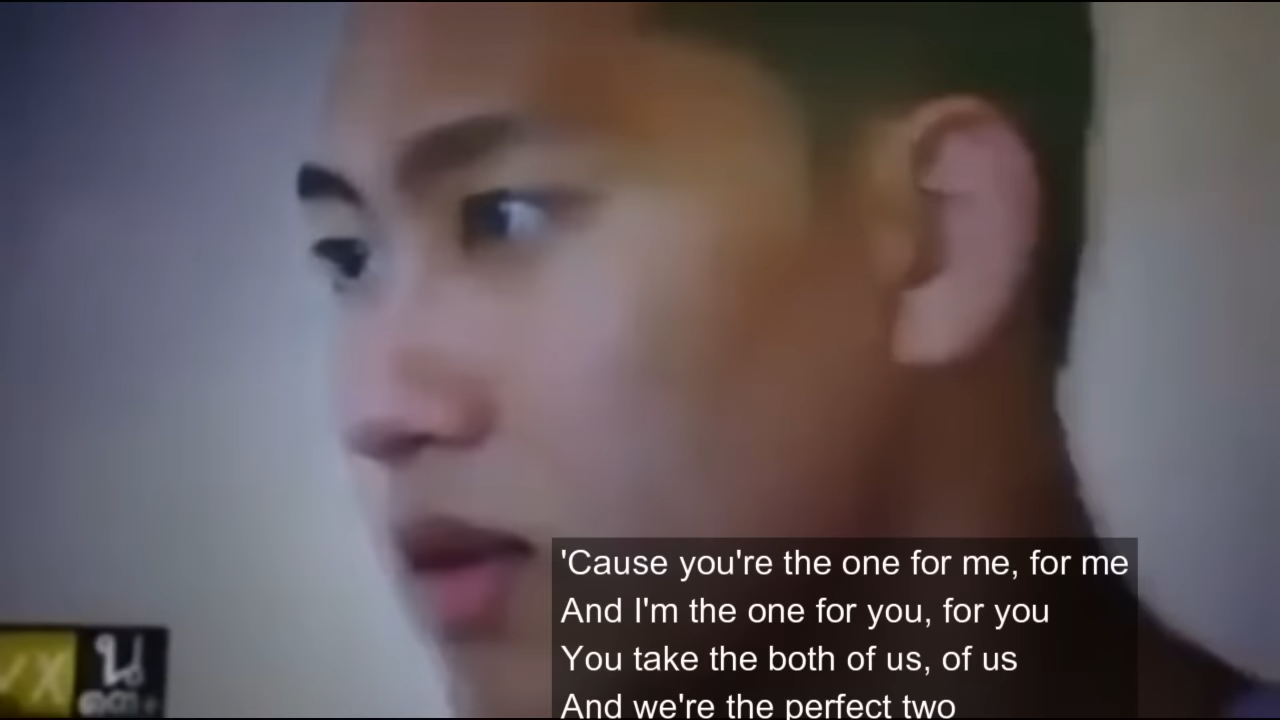 'Cause you're the one for me, for me
And I'm the one for you, for you
You take the both of us, of us
And we're the perfect two
น